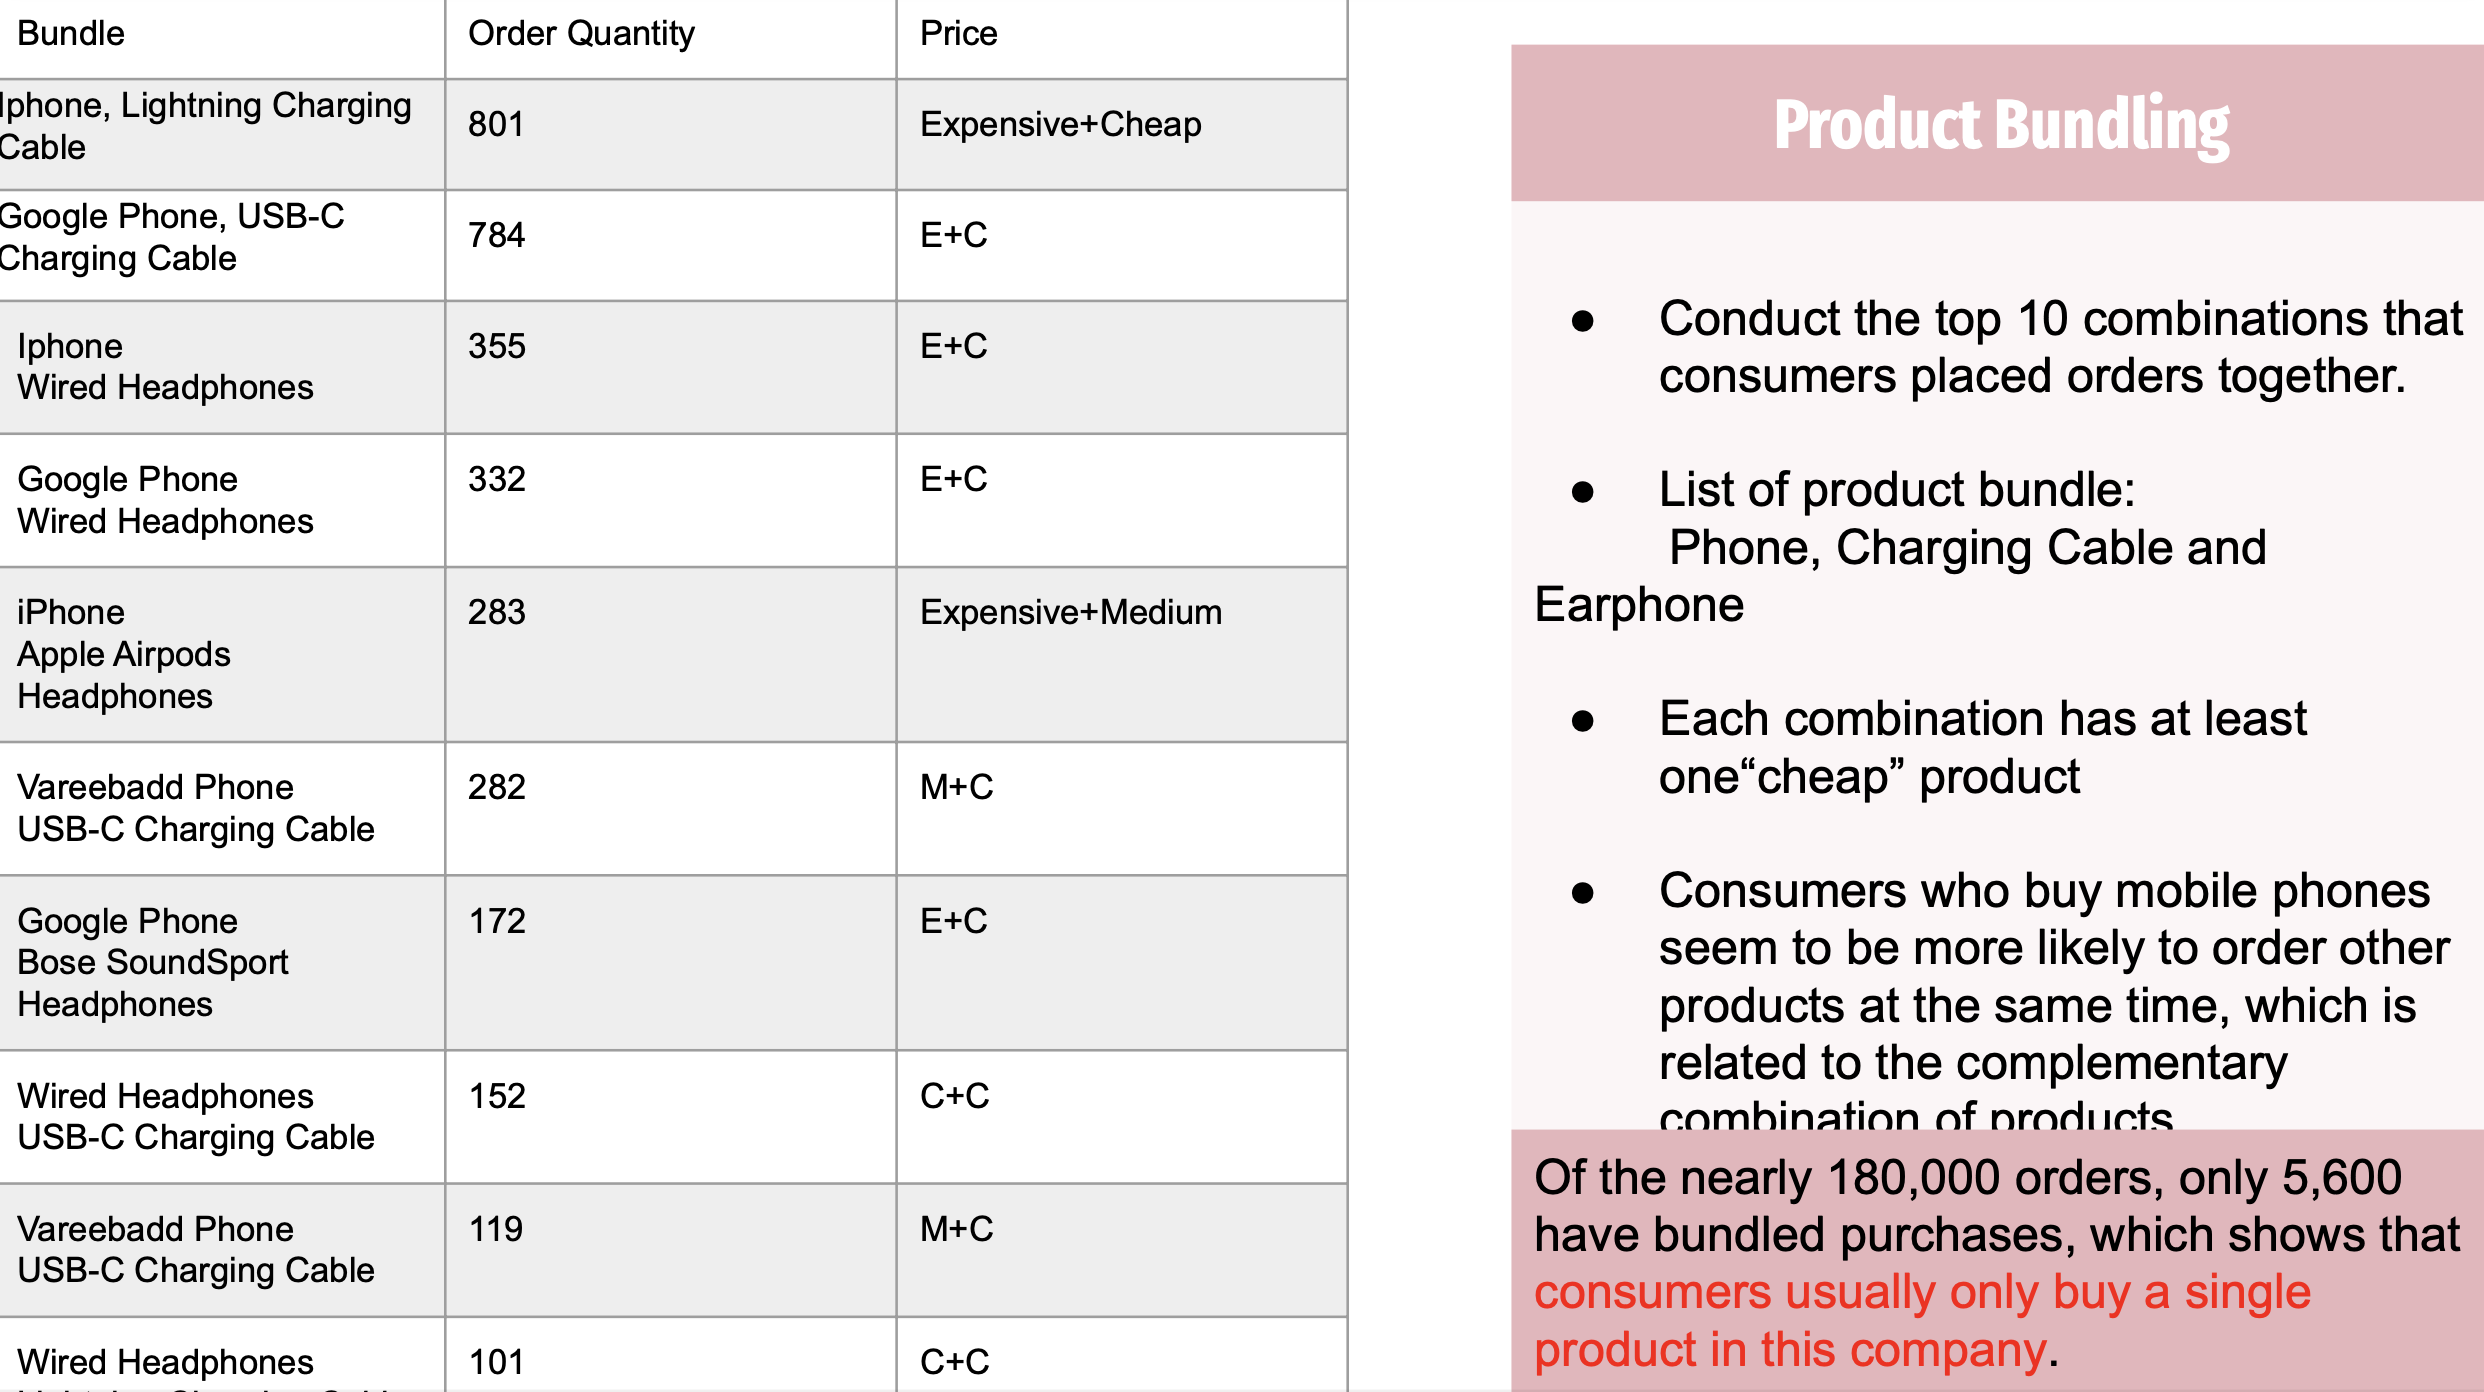 Bundle Order Quantity Price
Iphone, Lightning Charging
Cable
801 Expensive+Cheap
Google Phone, USB-C
Charging Cable
784 E+C
Iphone
Wired Headphones
355 E+C
Google Phone
Wired Headphones
332 E+C
iPhone
Apple Airpods
Headphones
283 Expensive+Medium
Vareebadd Phone
USB-C Charging Cable
282 M+C
Google Phone
Bose SoundSport
Headphones
172 E+C
Wired Headphones
USB-C Charging Cable
152 C+C
Vareebadd Phone
USB-C Charging Cable
119 M+C
Wired Headphones
101 C+C
Product Bundling
● Conduct the top 10 combinations that
consumers placed orders together.
● List of product bundle:
Phone, Charging Cable and
Earphone
● Each combination has at least
one“cheap” product
● Consumers who buy mobile phones
seem to be more likely to order other
products at the same time, which is
related to the complementary
combination of products
Of the nearly 180,000 orders, only 5,600
have bundled purchases, which shows that
consumers usually only buy a single
product in this company.